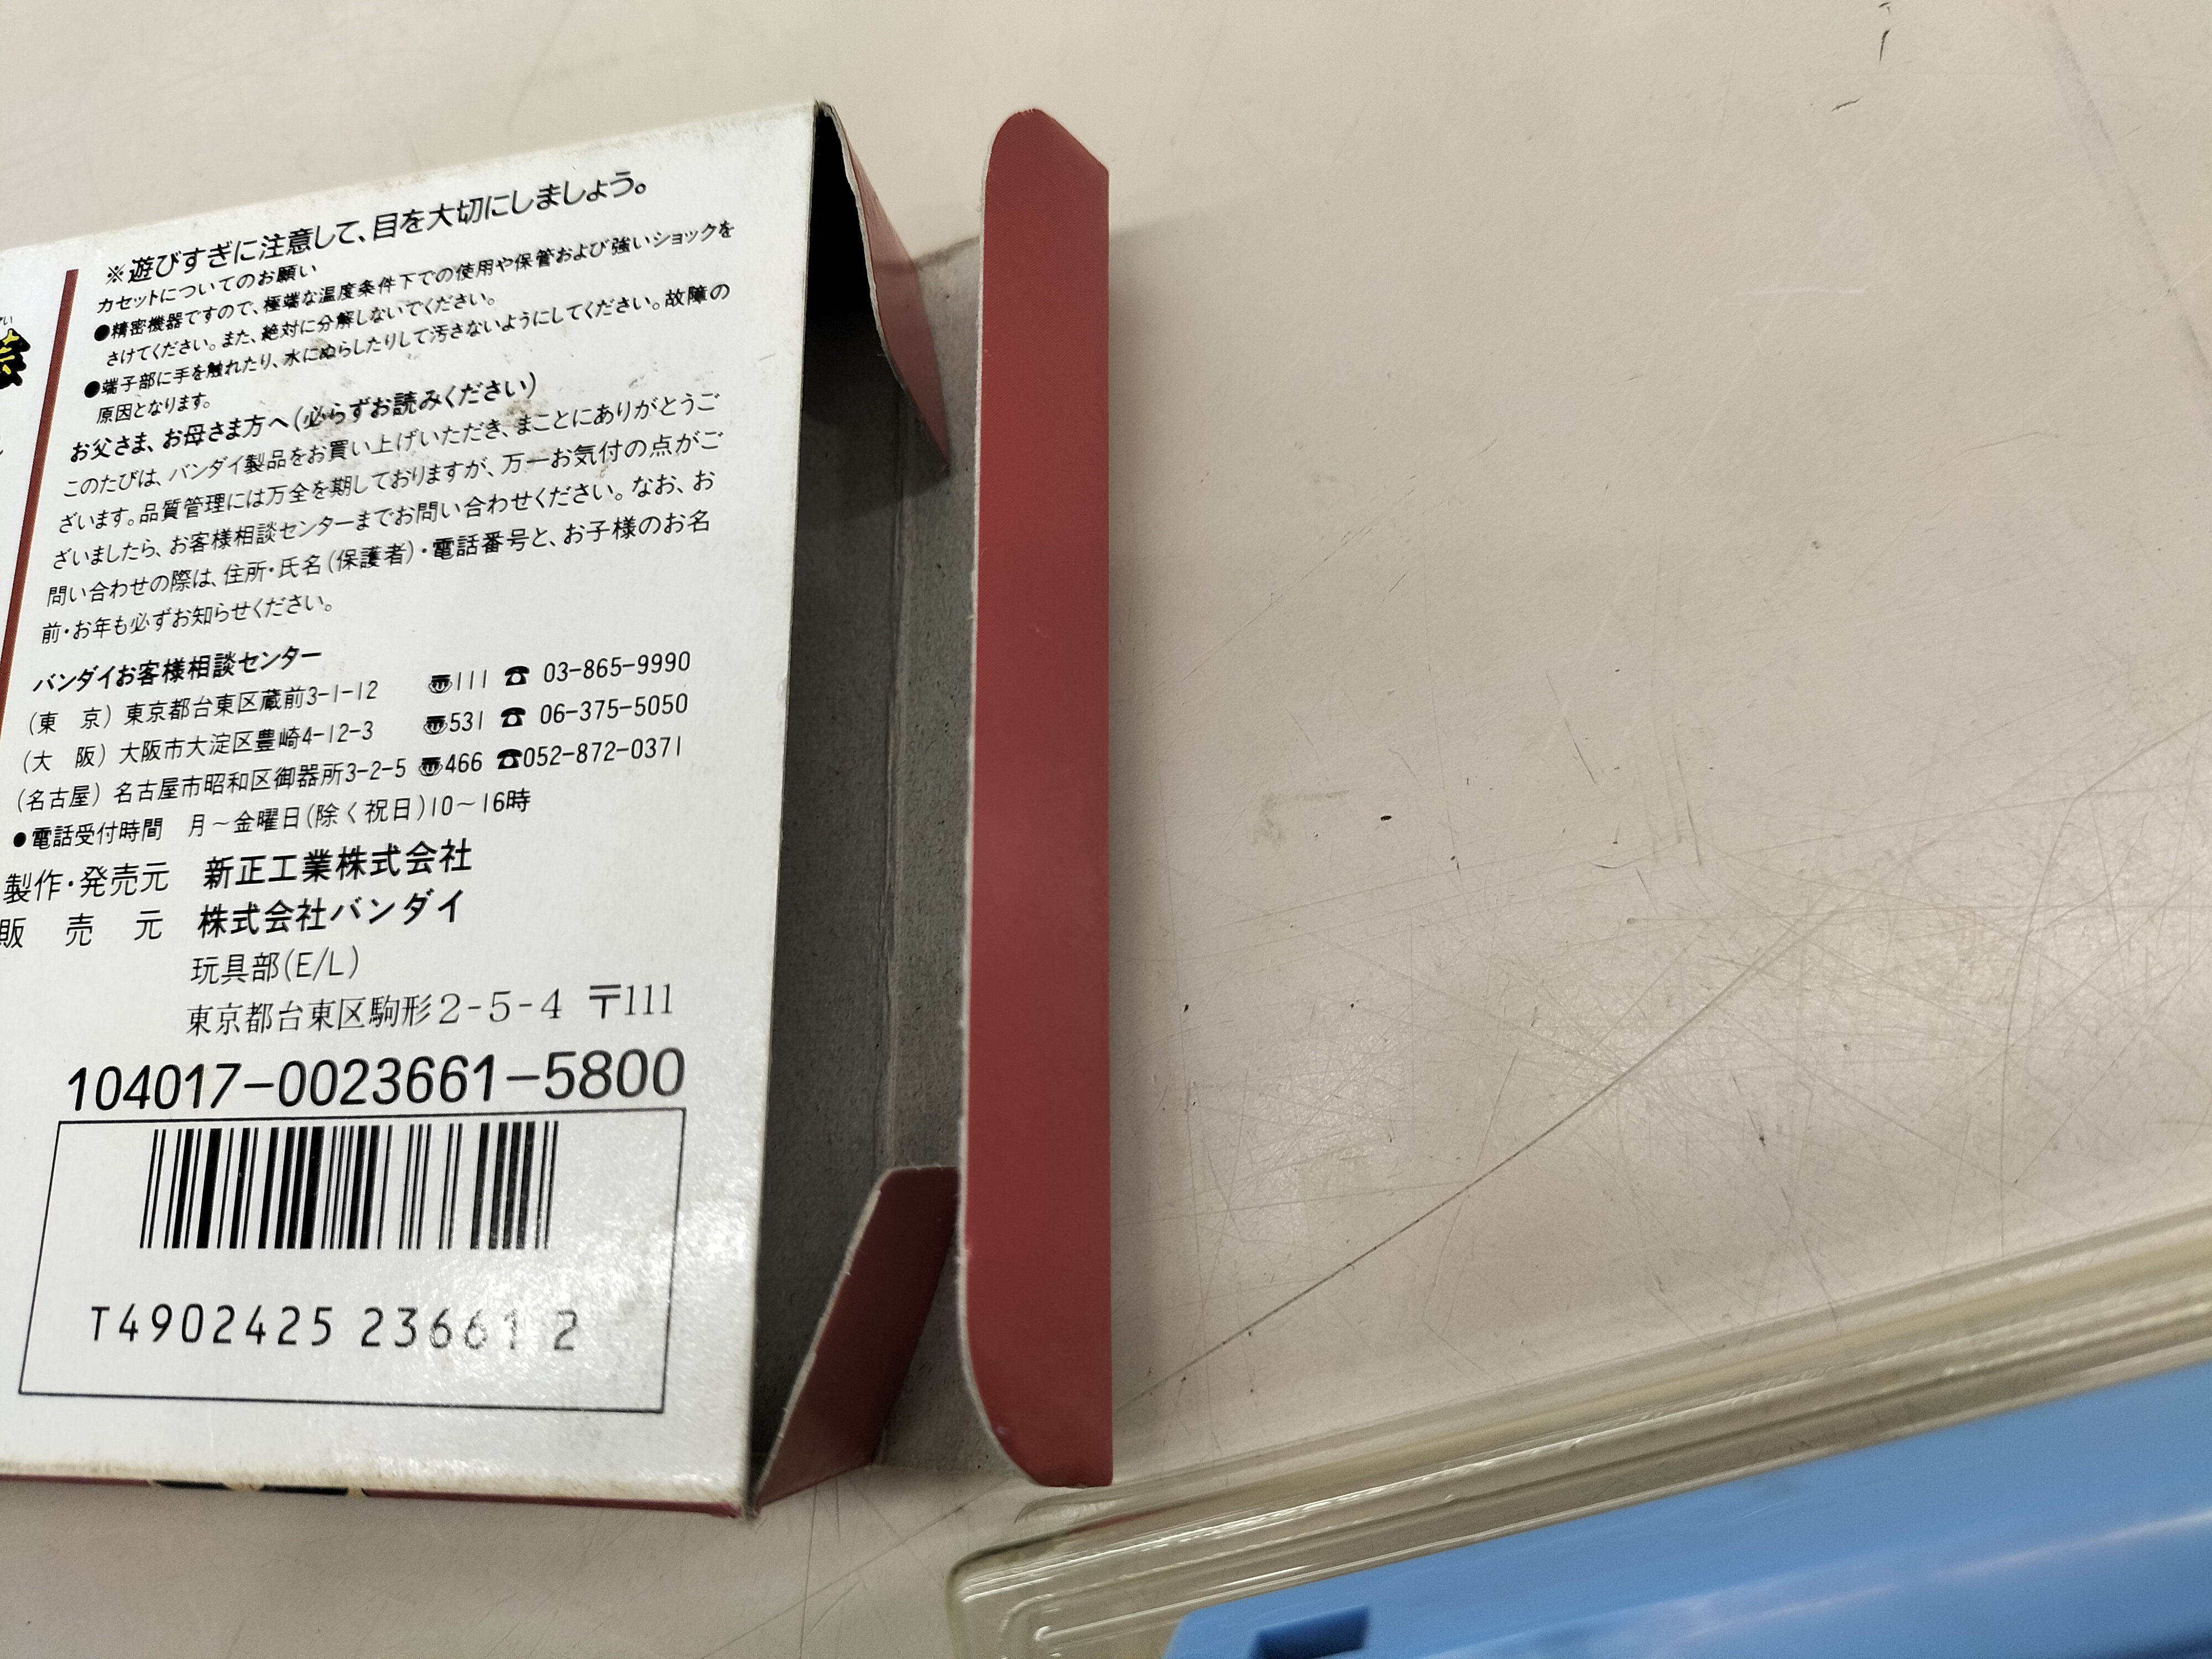 ※遊びすぎに注意して、目を大切にしましょう。
カセットについてのお願い
●精密機器ですので、極端な温度条件下での使用や保管および強いショックを
さけてください。また、絶対に分解しないでください。
●端子部に手を触れたり、水にぬらしたりして汚さないようにしてください。故障の
原因となります。
お父さま、お母さま方へ(必らずお読みください)
このたびは、バンダイ製品をお買い上げいただき、まことにありがとうご
ざいます。品質管理には万全を期しておりますが、万一お気付の点がご
ざいましたら、お客様相談センターまでお問い合わせください。なお、お
問い合わせの際は、住所・氏名(保護者)・電話番号と、お子様のお名
前・お年も必ずお知らせください。
バンダイお客様相談センター
(東 京) 東京都台東区蔵前3-1-12 〠111 ☎ 03-865-9990
(大 阪) 大阪市大淀区豊崎4-12-3 〠531 ☎ 06-375-5050
(名古屋) 名古屋市昭和区御器所3-2-5 〠466 ☎052-872-0371
●電話受付時間 月～金曜日(除く祝日)10～16時
製作・発売元 新正工業株式会社
販 売 元 株式会社バンダイ
玩具部(E/L)
東京都台東区駒形2-5-4 〒111
104017-0023661-5800
T4902425 23661 2